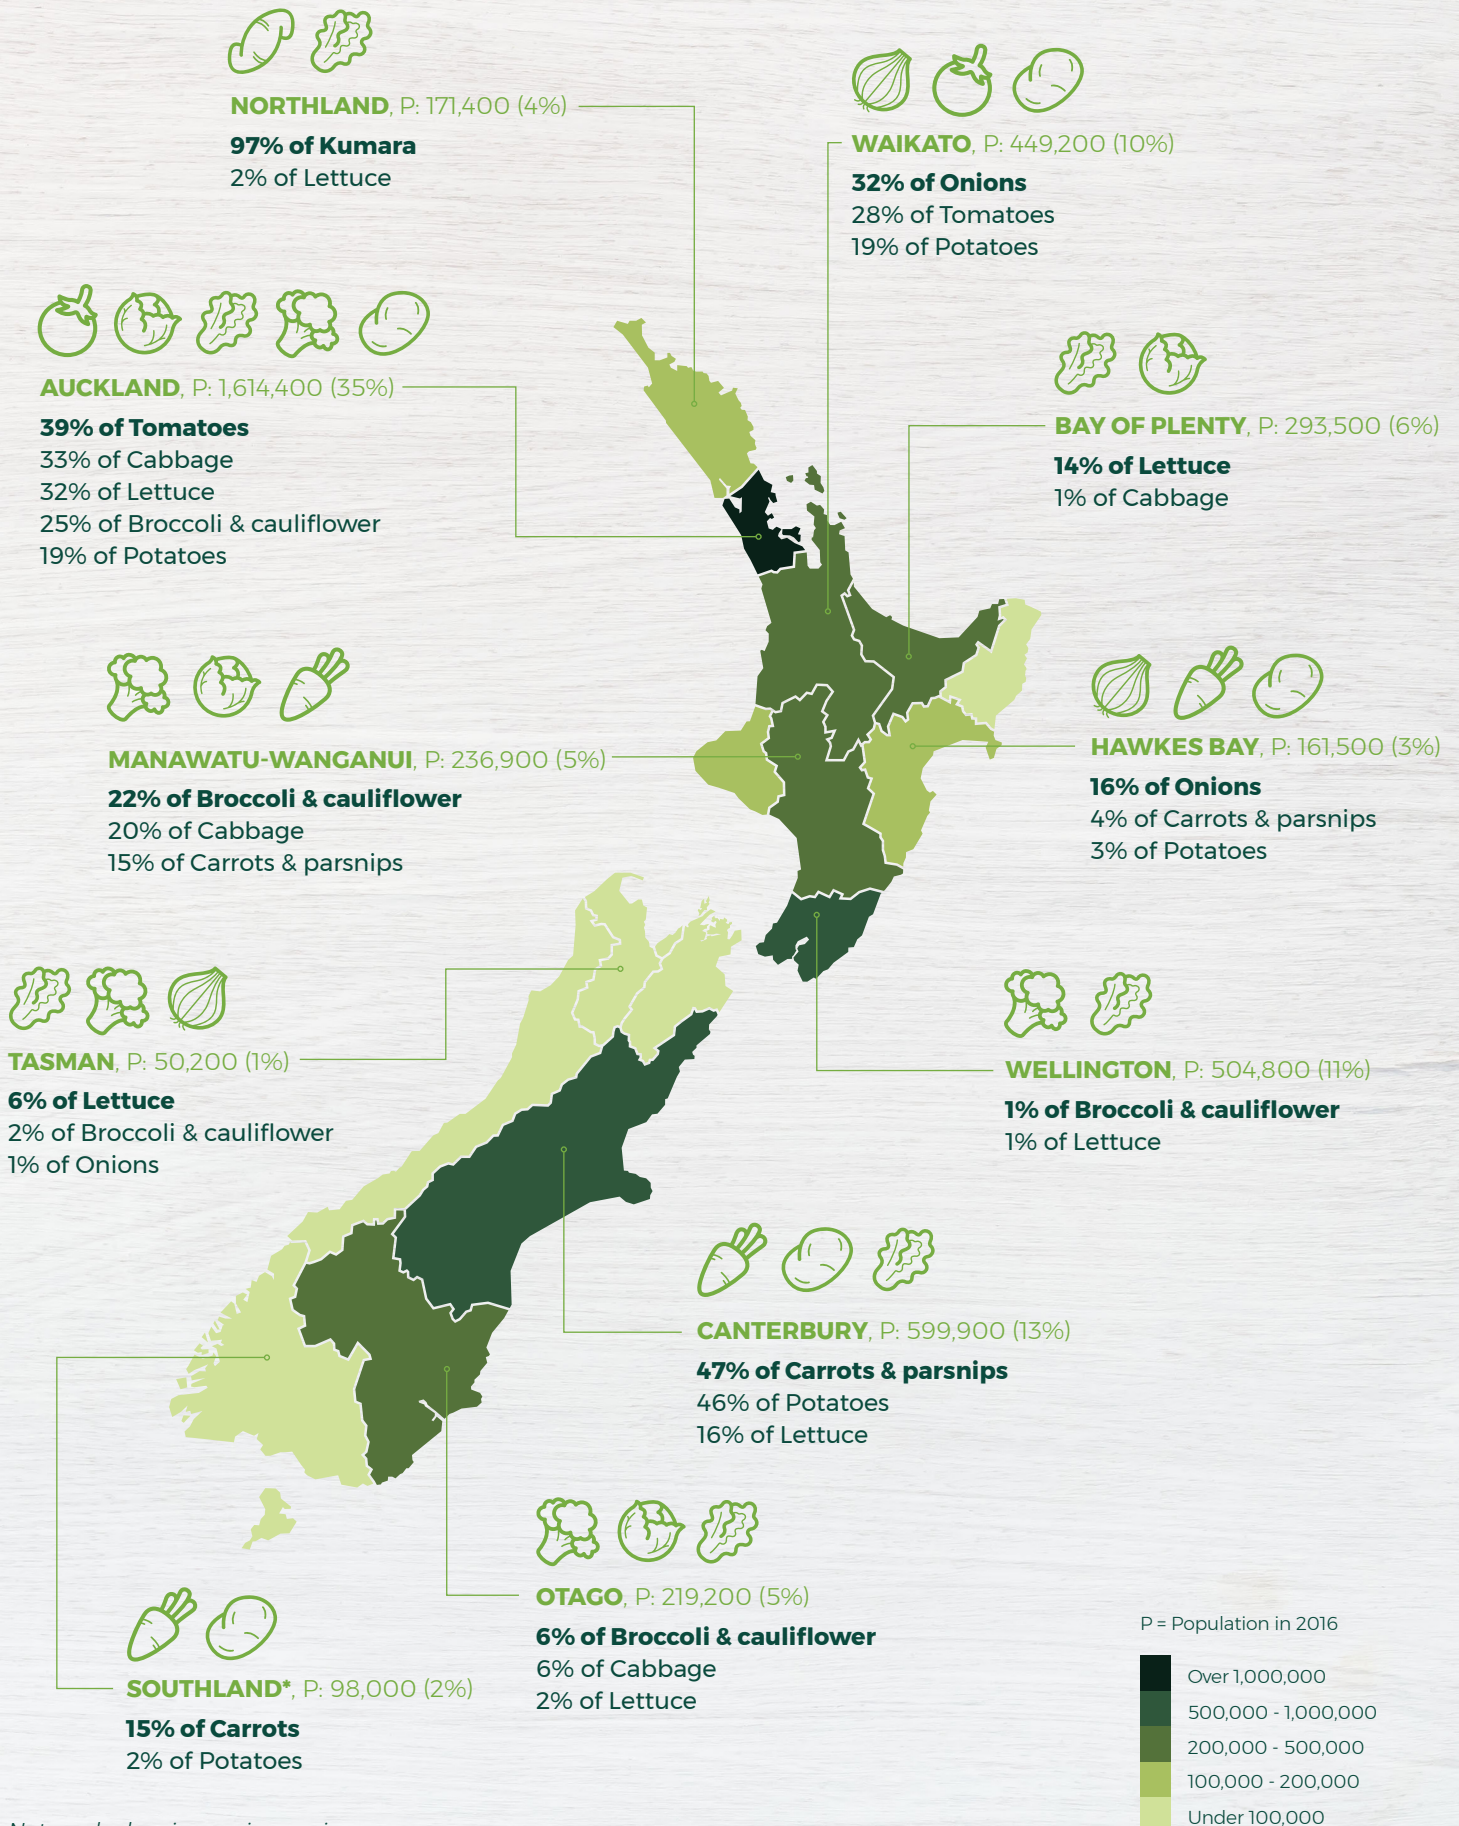 NORTHLAND, P: 171,400 (4%)
97% of Kumara
2% of Lettuce
WAIKATO, P: 449,200 (10%)
32% of Onions
28% of Tomatoes
19% of Potatoes
AUCKLAND, P: 1,614,400 (35%)
39% of Tomatoes
33% of Cabbage
32% of Lettuce
25% of Broccoli & cauliflower
19% of Potatoes
BAY OF PLENTY, P: 293,500 (6%)
14% of Lettuce
1% of Cabbage
MANAWATU-WANGANUI, P: 236,900 (5%)
22% of Broccoli & cauliflower
20% of Cabbage
15% of Carrots & parsnips
HAWKES BAY, P: 161,500 (3%)
16% of Onions
4% of Carrots & parsnips
3% of Potatoes
TASMAN, P: 50,200 (1%)
6% of Lettuce
2% of Broccoli & cauliflower
1% of Onions
WELLINGTON, P: 504,800 (11%)
1% of Broccoli & cauliflower
1% of Lettuce
CANTERBURY, P: 599,900 (13%)
47% of Carrots & parsnips
46% of Potatoes
16% of Lettuce
OTAGO, P: 219,200 (5%)
6% of Broccoli & cauliflower
6% of Cabbage
2% of Lettuce
SOUTHLAND*, P: 98,000 (2%)
15% of Carrots
2% of Potatoes
P = Population in 2016
Over 1,000,000
500,000 - 1,000,000
200,000 - 500,000
100,000 - 200,000
Under 100,000